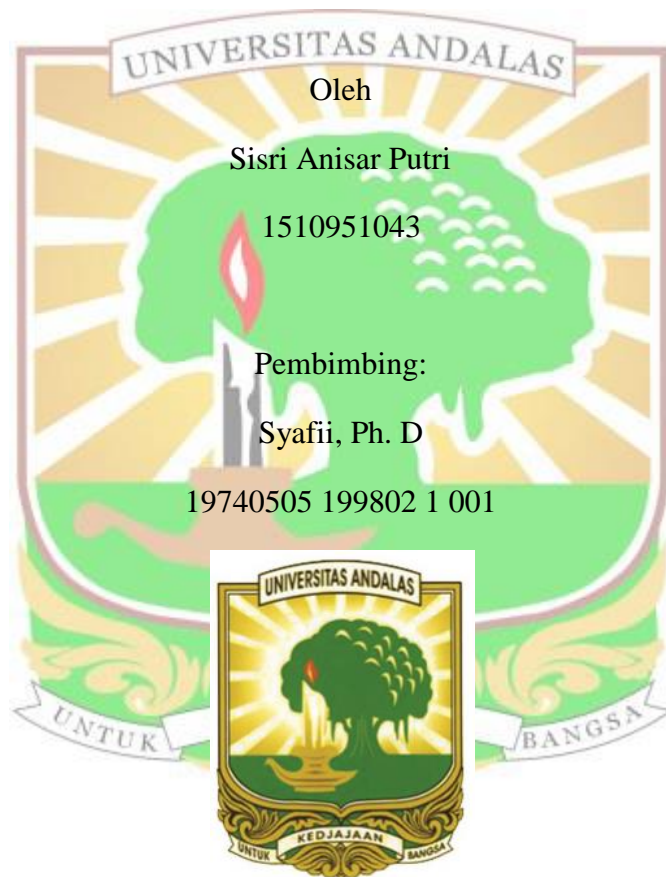 UNIVERSITAS ANDALAS
Oleh
Sisri Anisar Putri
1510951043
Pembimbing:
Syafii, Ph. D
19740505 199802 1 001
UNIVERSITAS ANDALAS
UNTUK BANGSA
UNTUK KEDJAJAAN BANGSA